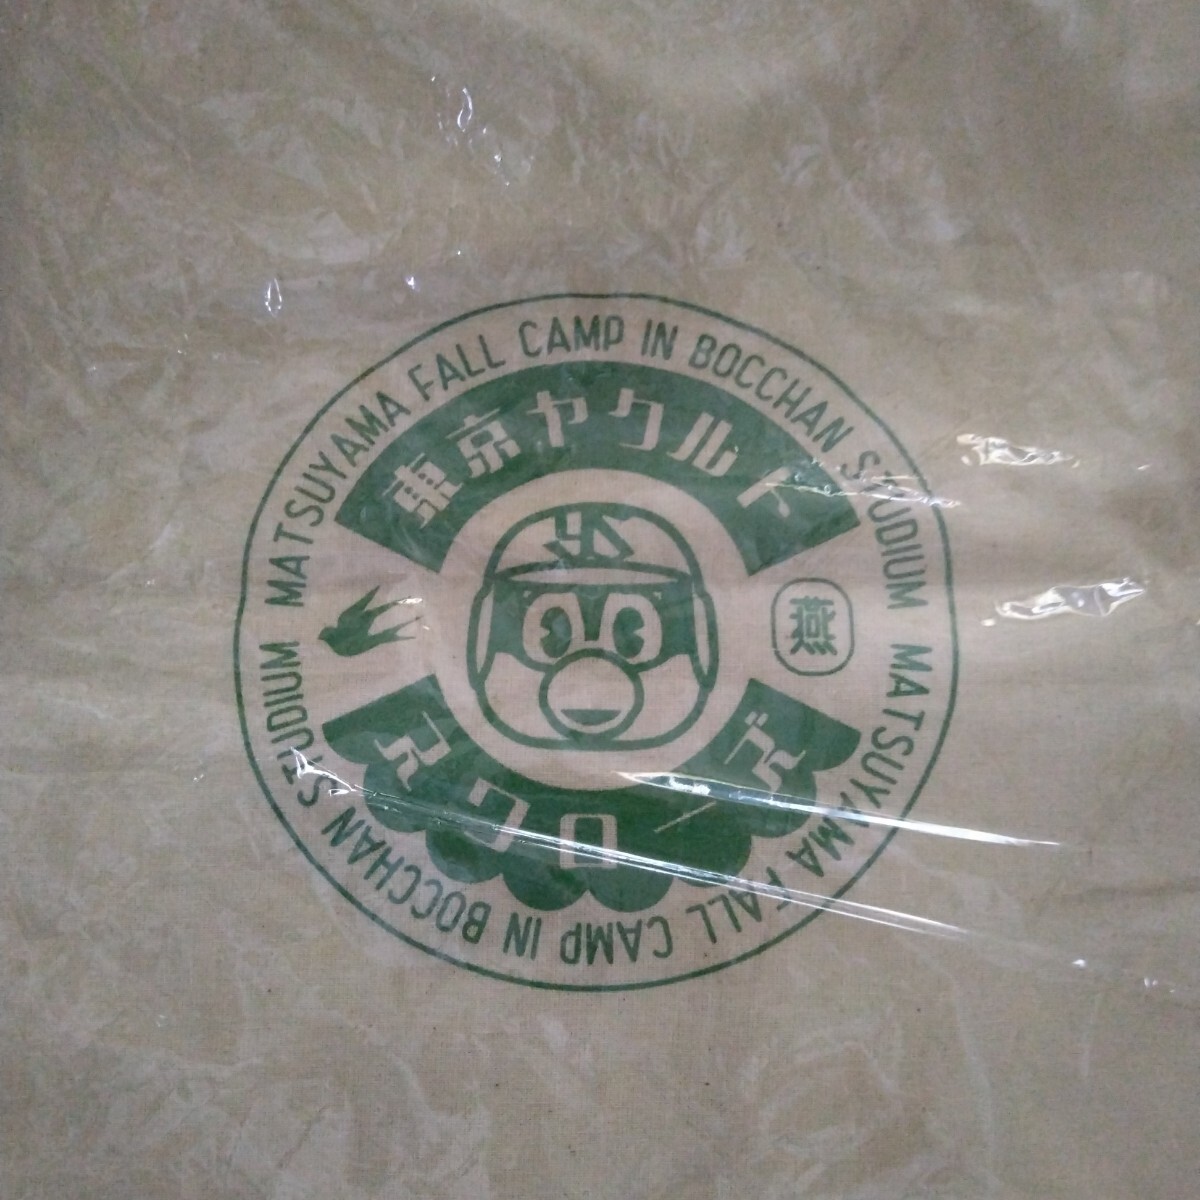 MATSUYAMA FALL CAMP IN BOCCHAN STUDIUM
東京ヤクルト
YS
燕
スワローズ
MATSUYAMA FALL CAMP IN BOCCHAN STUDIUM